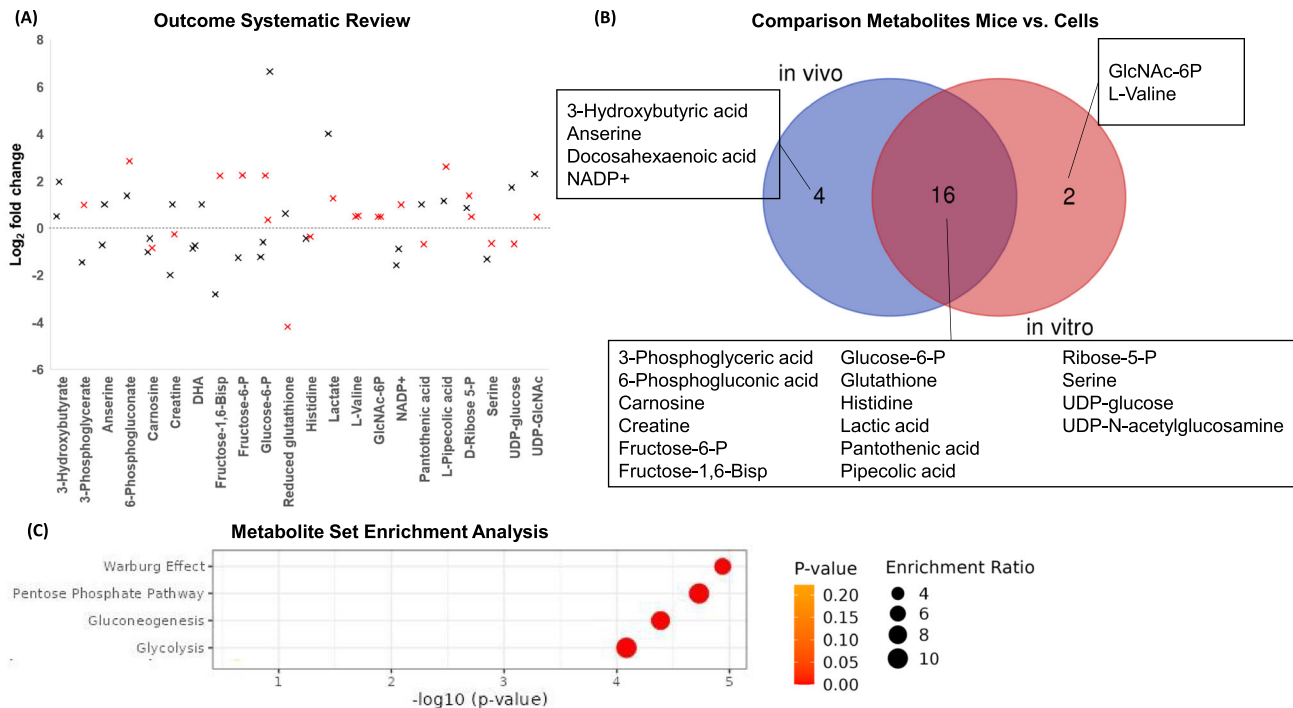 (A)
Outcome Systematic Review
Log2 fold change
8
6
4
2
0
-2
-4
-6
3-Hydroxybutyrate
3-Phosphoglycerate
Anserine
6-Phosphogluconate
Carnosine
Creatine
DHA
Fructose-1,6-Bisp
Fructose-6-P
Glucose-6-P
Reduced glutathione
Histidine
Lactate
L-Valine
GlcNAc-6P
NADP+
Pantothenic acid
L-Pipecolic acid
D-Ribose 5-P
Serine
UDP-glucose
UDP-GlcNAc
(B)
Comparison Metabolites Mice vs. Cells
in vivo
3-Hydroxybutyric acid
Anserine
Docosahexaenoic acid
NADP+
GlcNAc-6P
L-Valine
4
16
2
in vitro
3-Phosphoglyceric acid
6-Phosphogluconic acid
Carnosine
Creatine
Fructose-6-P
Fructose-1,6-Bisp
Glucose-6-P
Glutathione
Histidine
Lactic acid
Pantothenic acid
Pipecolic acid
Ribose-5-P
Serine
UDP-glucose
UDP-N-acetylglucosamine
(C)
Metabolite Set Enrichment Analysis
Warburg Effect
Pentose Phosphate Pathway
Gluconeogenesis
Glycolysis
1
2
3
4
5
-log10 (p-value)
P-value
0.20
0.15
0.10
0.05
0.00
Enrichment Ratio
4
6
8
10